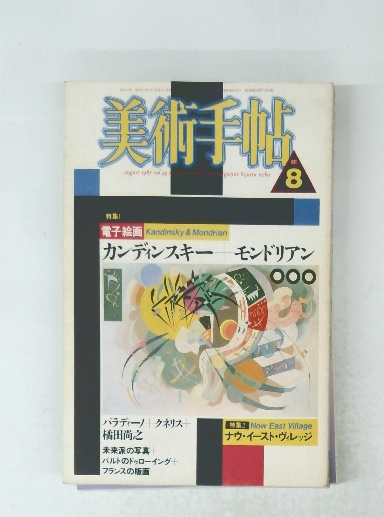 美術手帖
august 1987
8
特集1
電子絵画 Kandinsky & Mondrian
カンディンスキー＋モンドリアン
パラディーノ＋クネリス＋
橘田尚之
未来派の写真＋
バルトのドゥローイング＋
フランスの版画
特集2 Now East Village
ナウ・イースト・ヴィレッジ